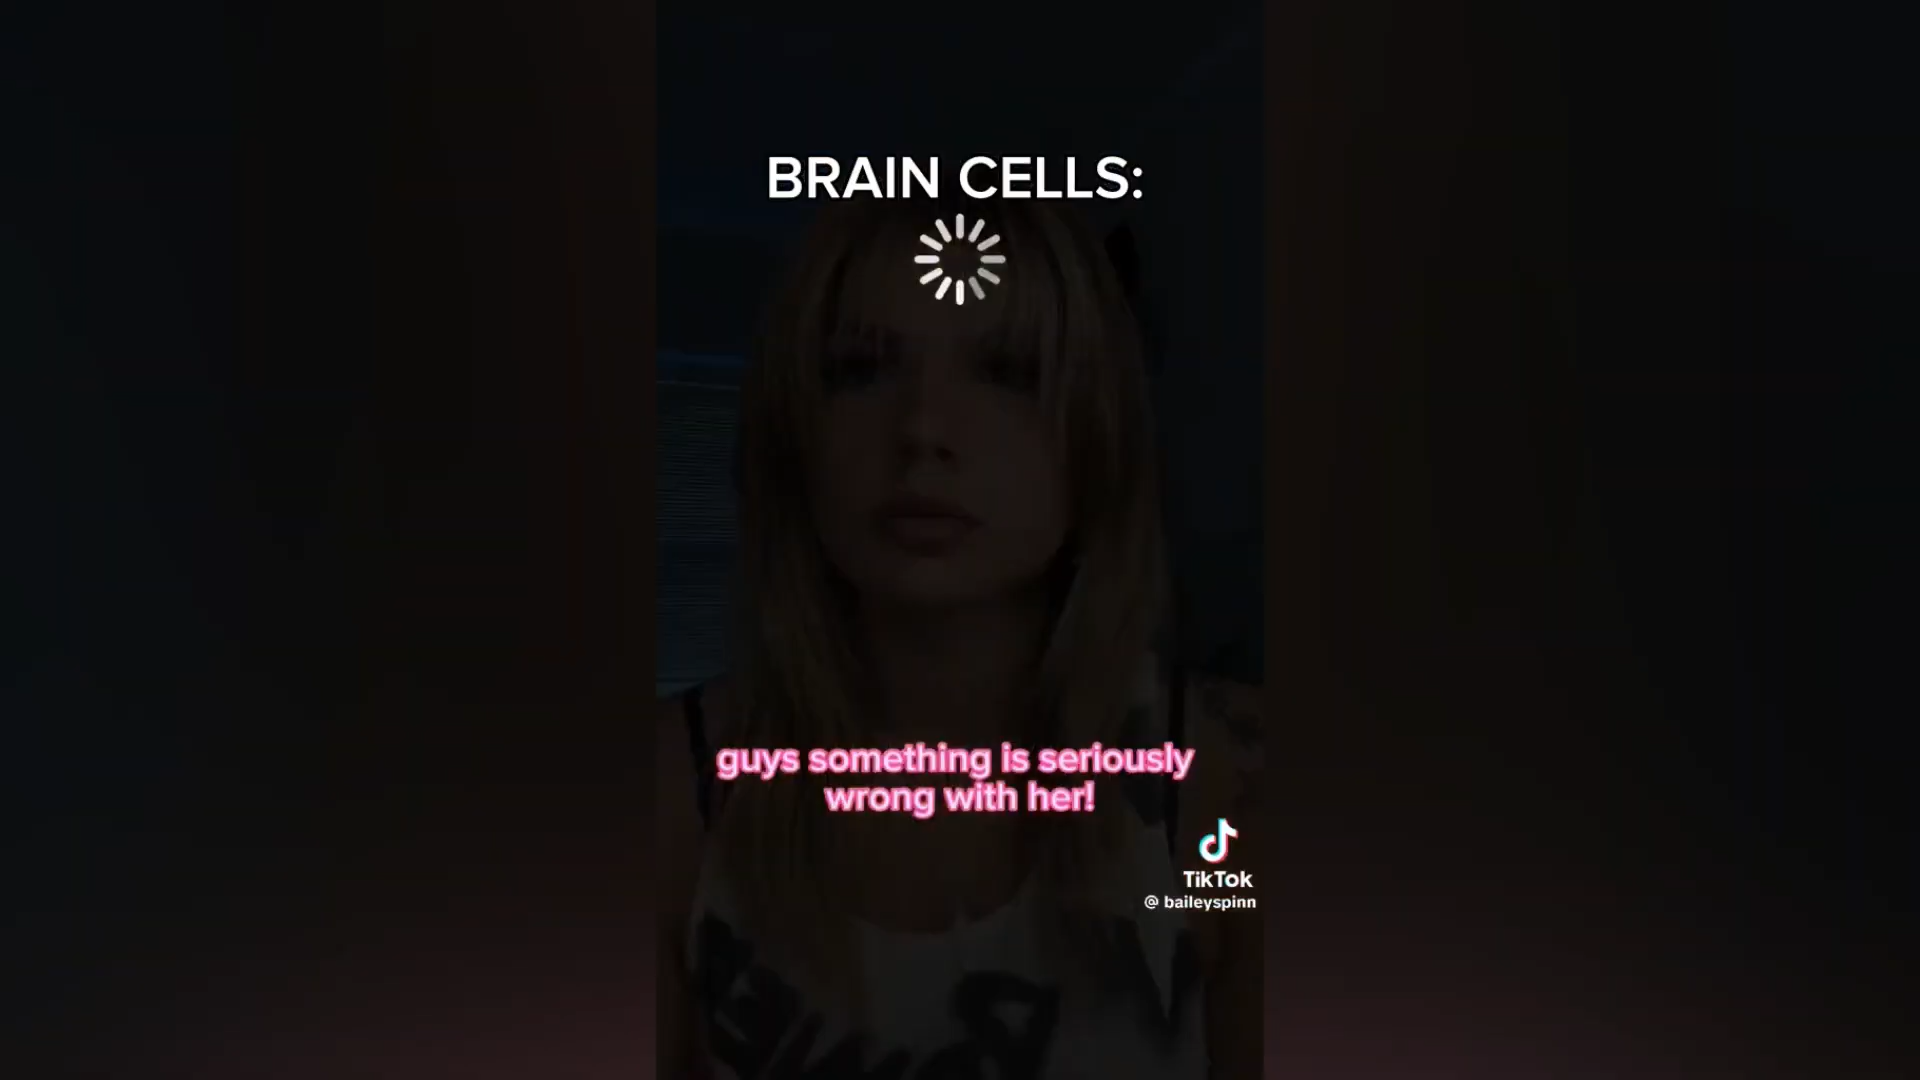 BRAIN CELLS:
guys something is seriously
wrong with her!
TikTok
@ baileyspinn